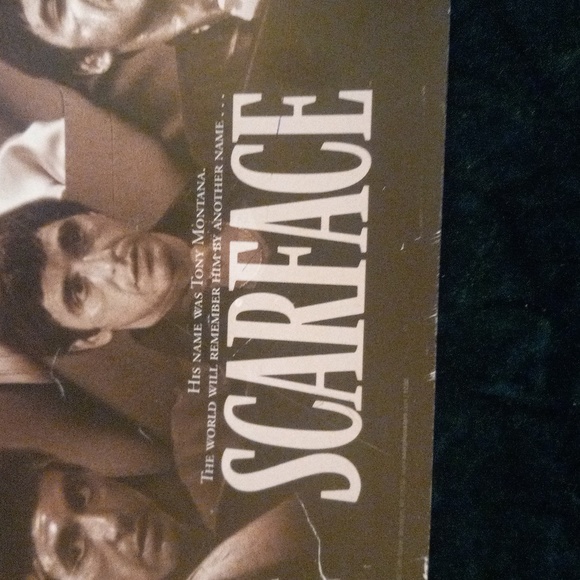 His name was Tony Montana.
The world will remember him by another name . . .
SCARFACE